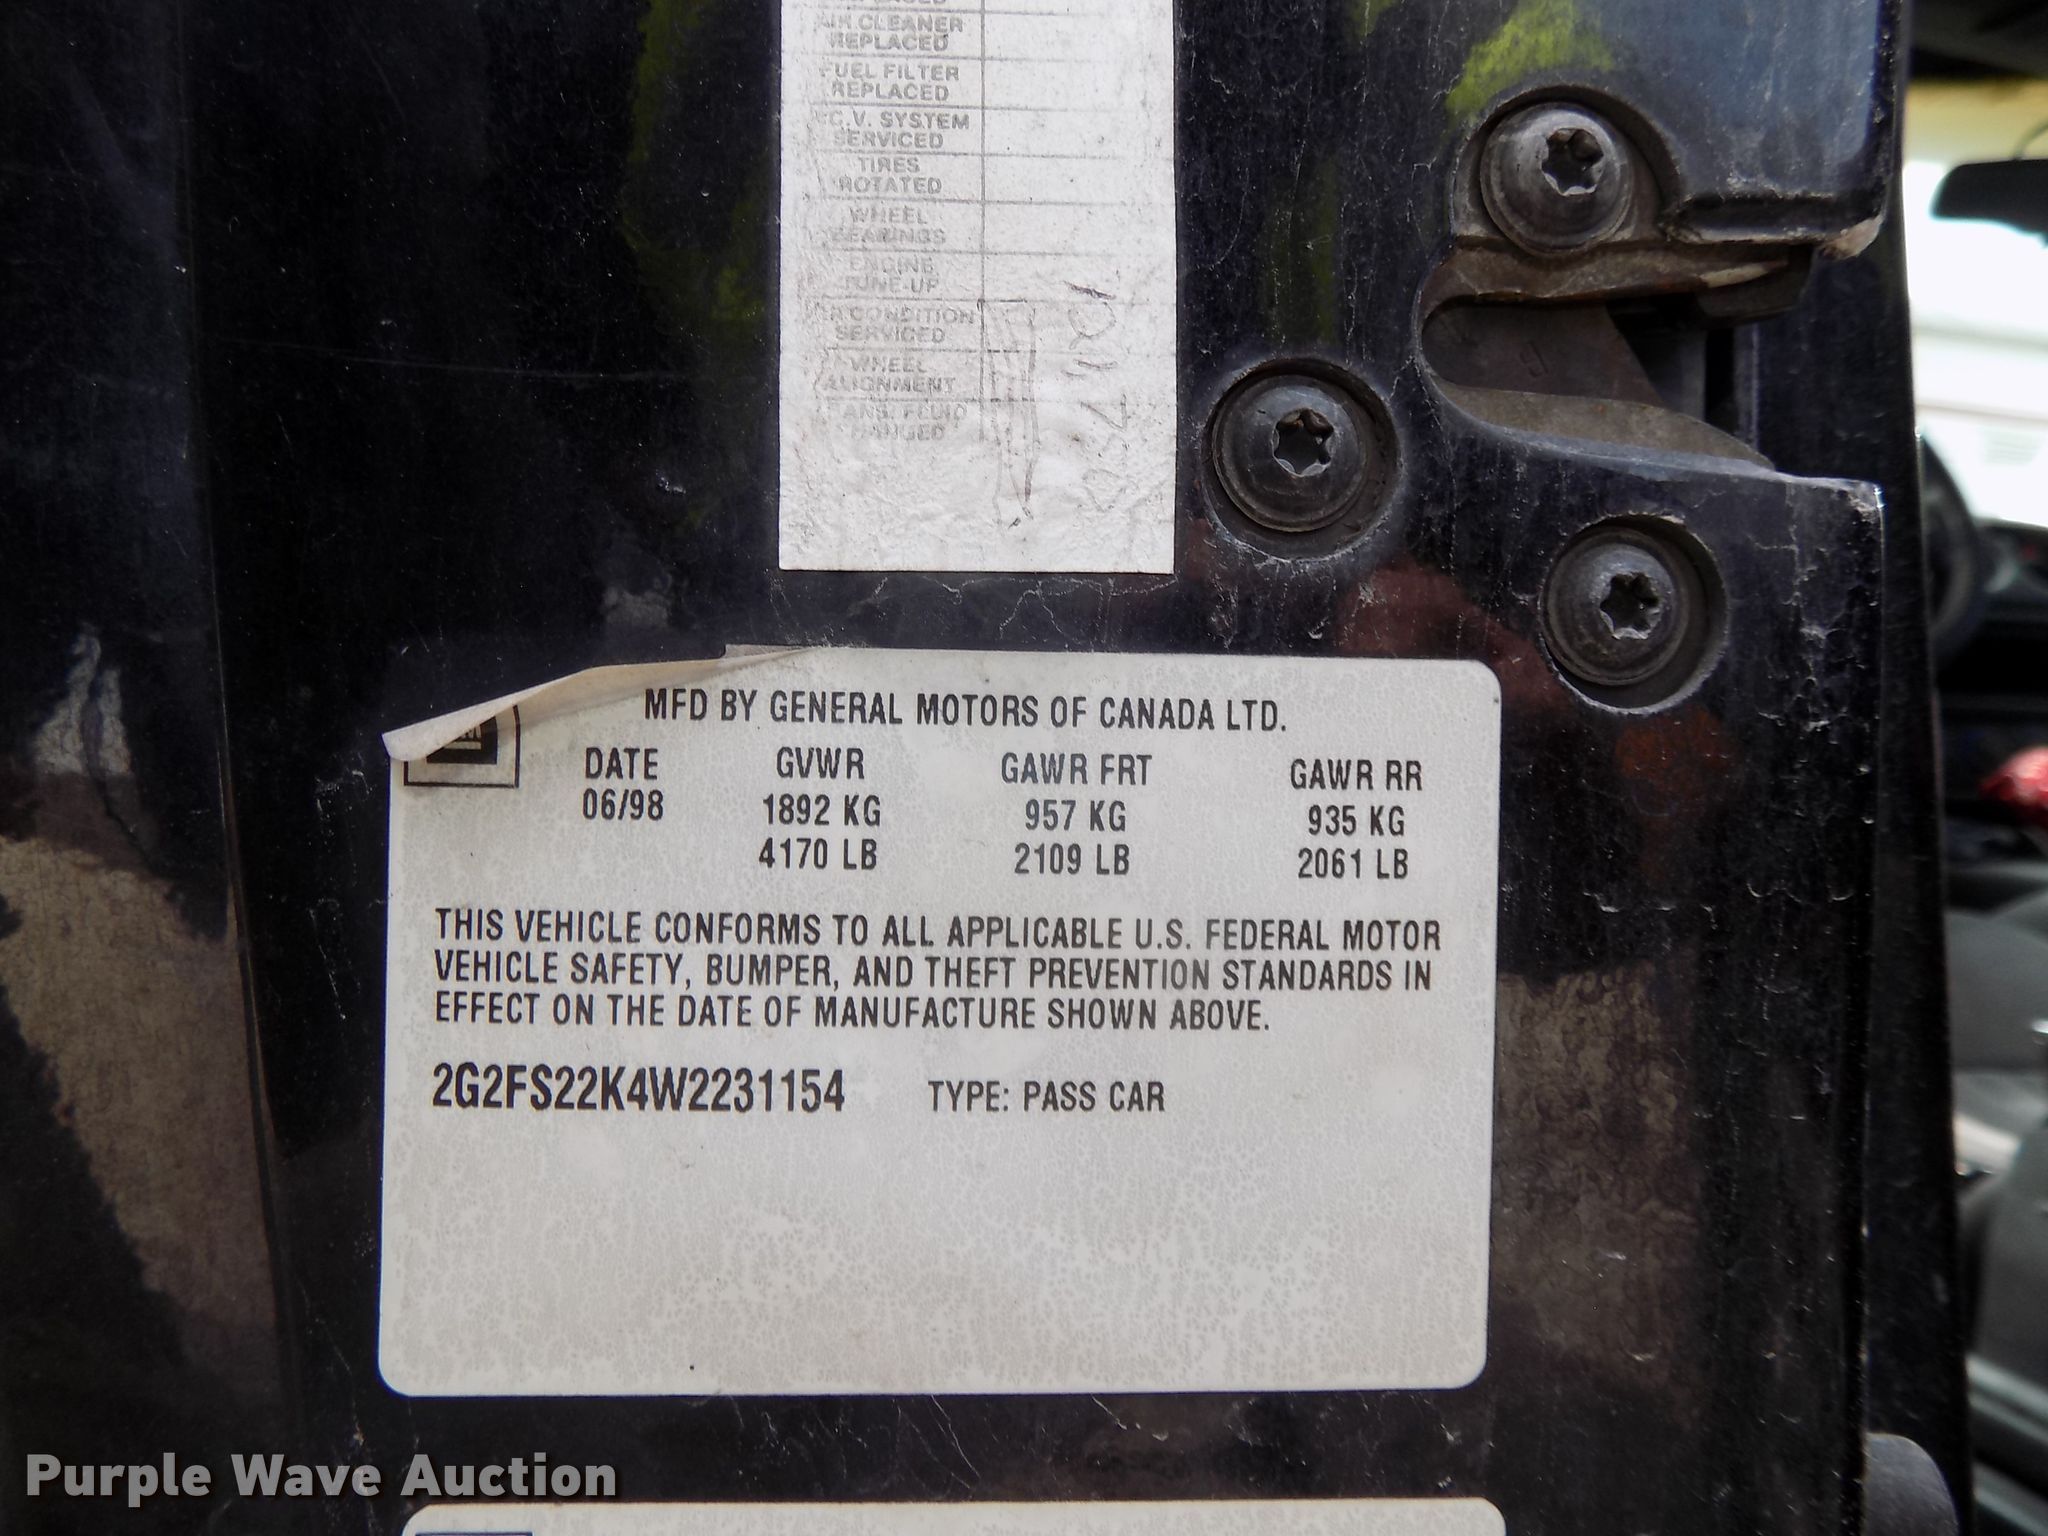 AIR CLEANER
REPLACED
FUEL FILTER
REPLACED
C.V. SYSTEM
SERVICED
TIRES
ROTATED
WHEEL
BEARINGS
ENGINE
TUNE-UP
CONDITION
SERVICED
WHEEL
ALIGNMENT
FLUID
CHANGED
MFD BY GENERAL MOTORS OF CANADA LTD.
DATE GVWR GAWR FRT GAWR RR
06/98 1892 KG 957 KG 935 KG
4170 LB 2109 LB 2061 LB
THIS VEHICLE CONFORMS TO ALL APPLICABLE U.S. FEDERAL MOTOR
VEHICLE SAFETY, BUMPER, AND THEFT PREVENTION STANDARDS IN
EFFECT ON THE DATE OF MANUFACTURE SHOWN ABOVE.
2G2FS22K4W2231154 TYPE: PASS CAR
Purple Wave Auction